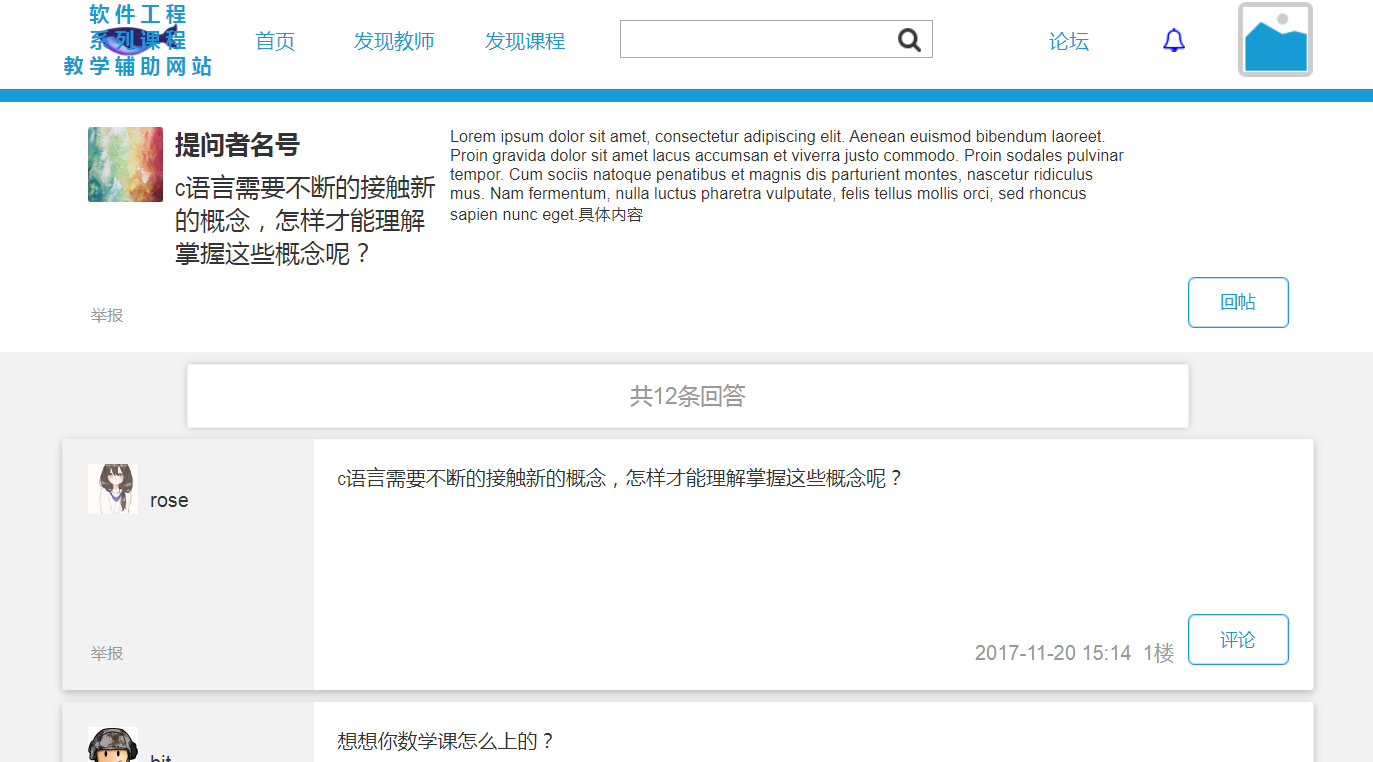 软件工程
系列课程
教学辅助网站
首页
发现教师
发现课程
论坛
提问者名号
c语言需要不断的接触新
的概念，怎样才能理解
掌握这些概念呢？
Lorem ipsum dolor sit amet, consectetur adipiscing elit. Aenean euismod bibendum laoreet.
Proin gravida dolor sit amet lacus accumsan et viverra justo commodo. Proin sodales pulvinar
tempor. Cum sociis natoque penatibus et magnis dis parturient montes, nascetur ridiculus
mus. Nam fermentum, nulla luctus pharetra vulputate, felis tellus mollis orci, sed rhoncus
sapien nunc eget.具体内容
举报
回帖
共12条回答
rose
c语言需要不断的接触新的概念，怎样才能理解掌握这些概念呢？
举报
2017-11-20 15:14 1楼
评论
想想你数学课怎么上的？